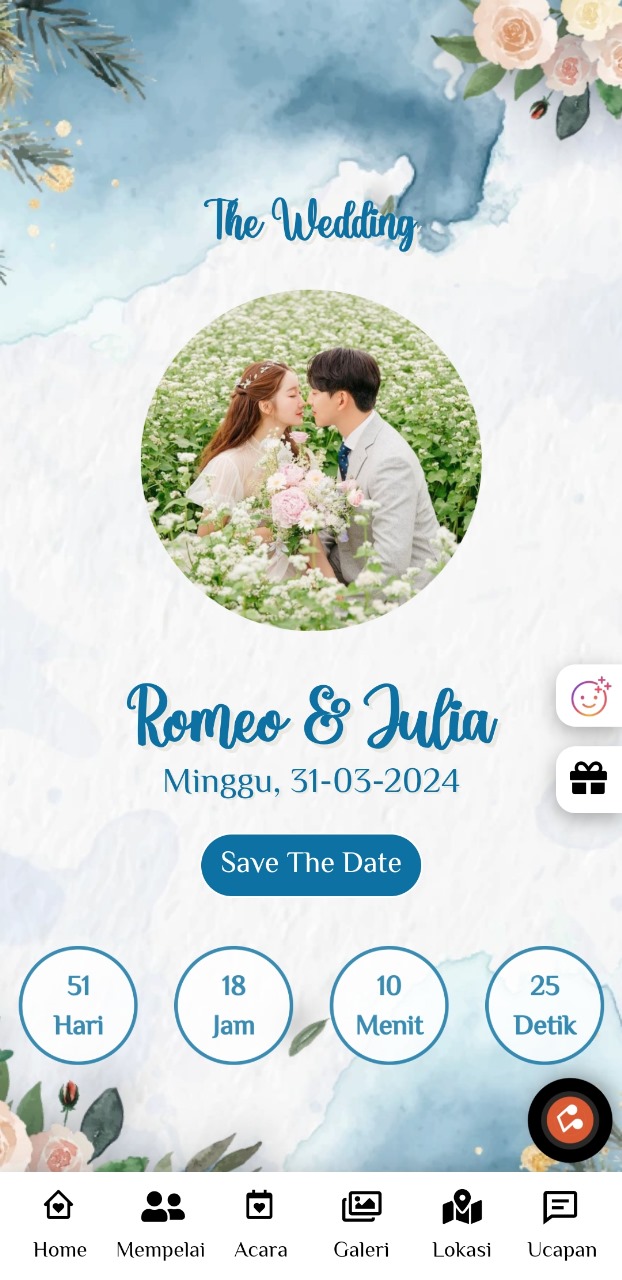 The Wedding
Romeo & Julia
Minggu, 31-03-2024
Save The Date
51 18 10 25
Hari Jam Menit Detik
Home Mempelai Acara Galeri Lokasi Ucapan